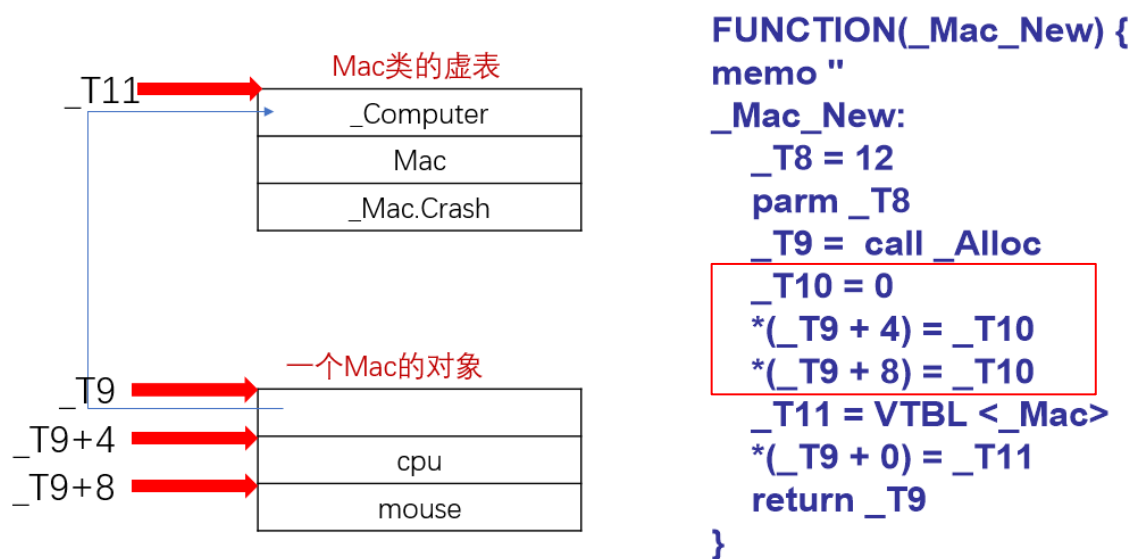 Mac类的虚表
_T11
_Computer
Mac
_Mac.Crash
一个Mac的对象
_T9
_T9+4
cpu
_T9+8
mouse
FUNCTION(_Mac_New) {
memo ''
_Mac_New:
_T8 = 12
parm _T8
_T9 = call _Alloc
_T10 = 0
*(_T9 + 4) = _T10
*(_T9 + 8) = _T10
_T11 = VTBL <_Mac>
*(_T9 + 0) = _T11
return _T9
}